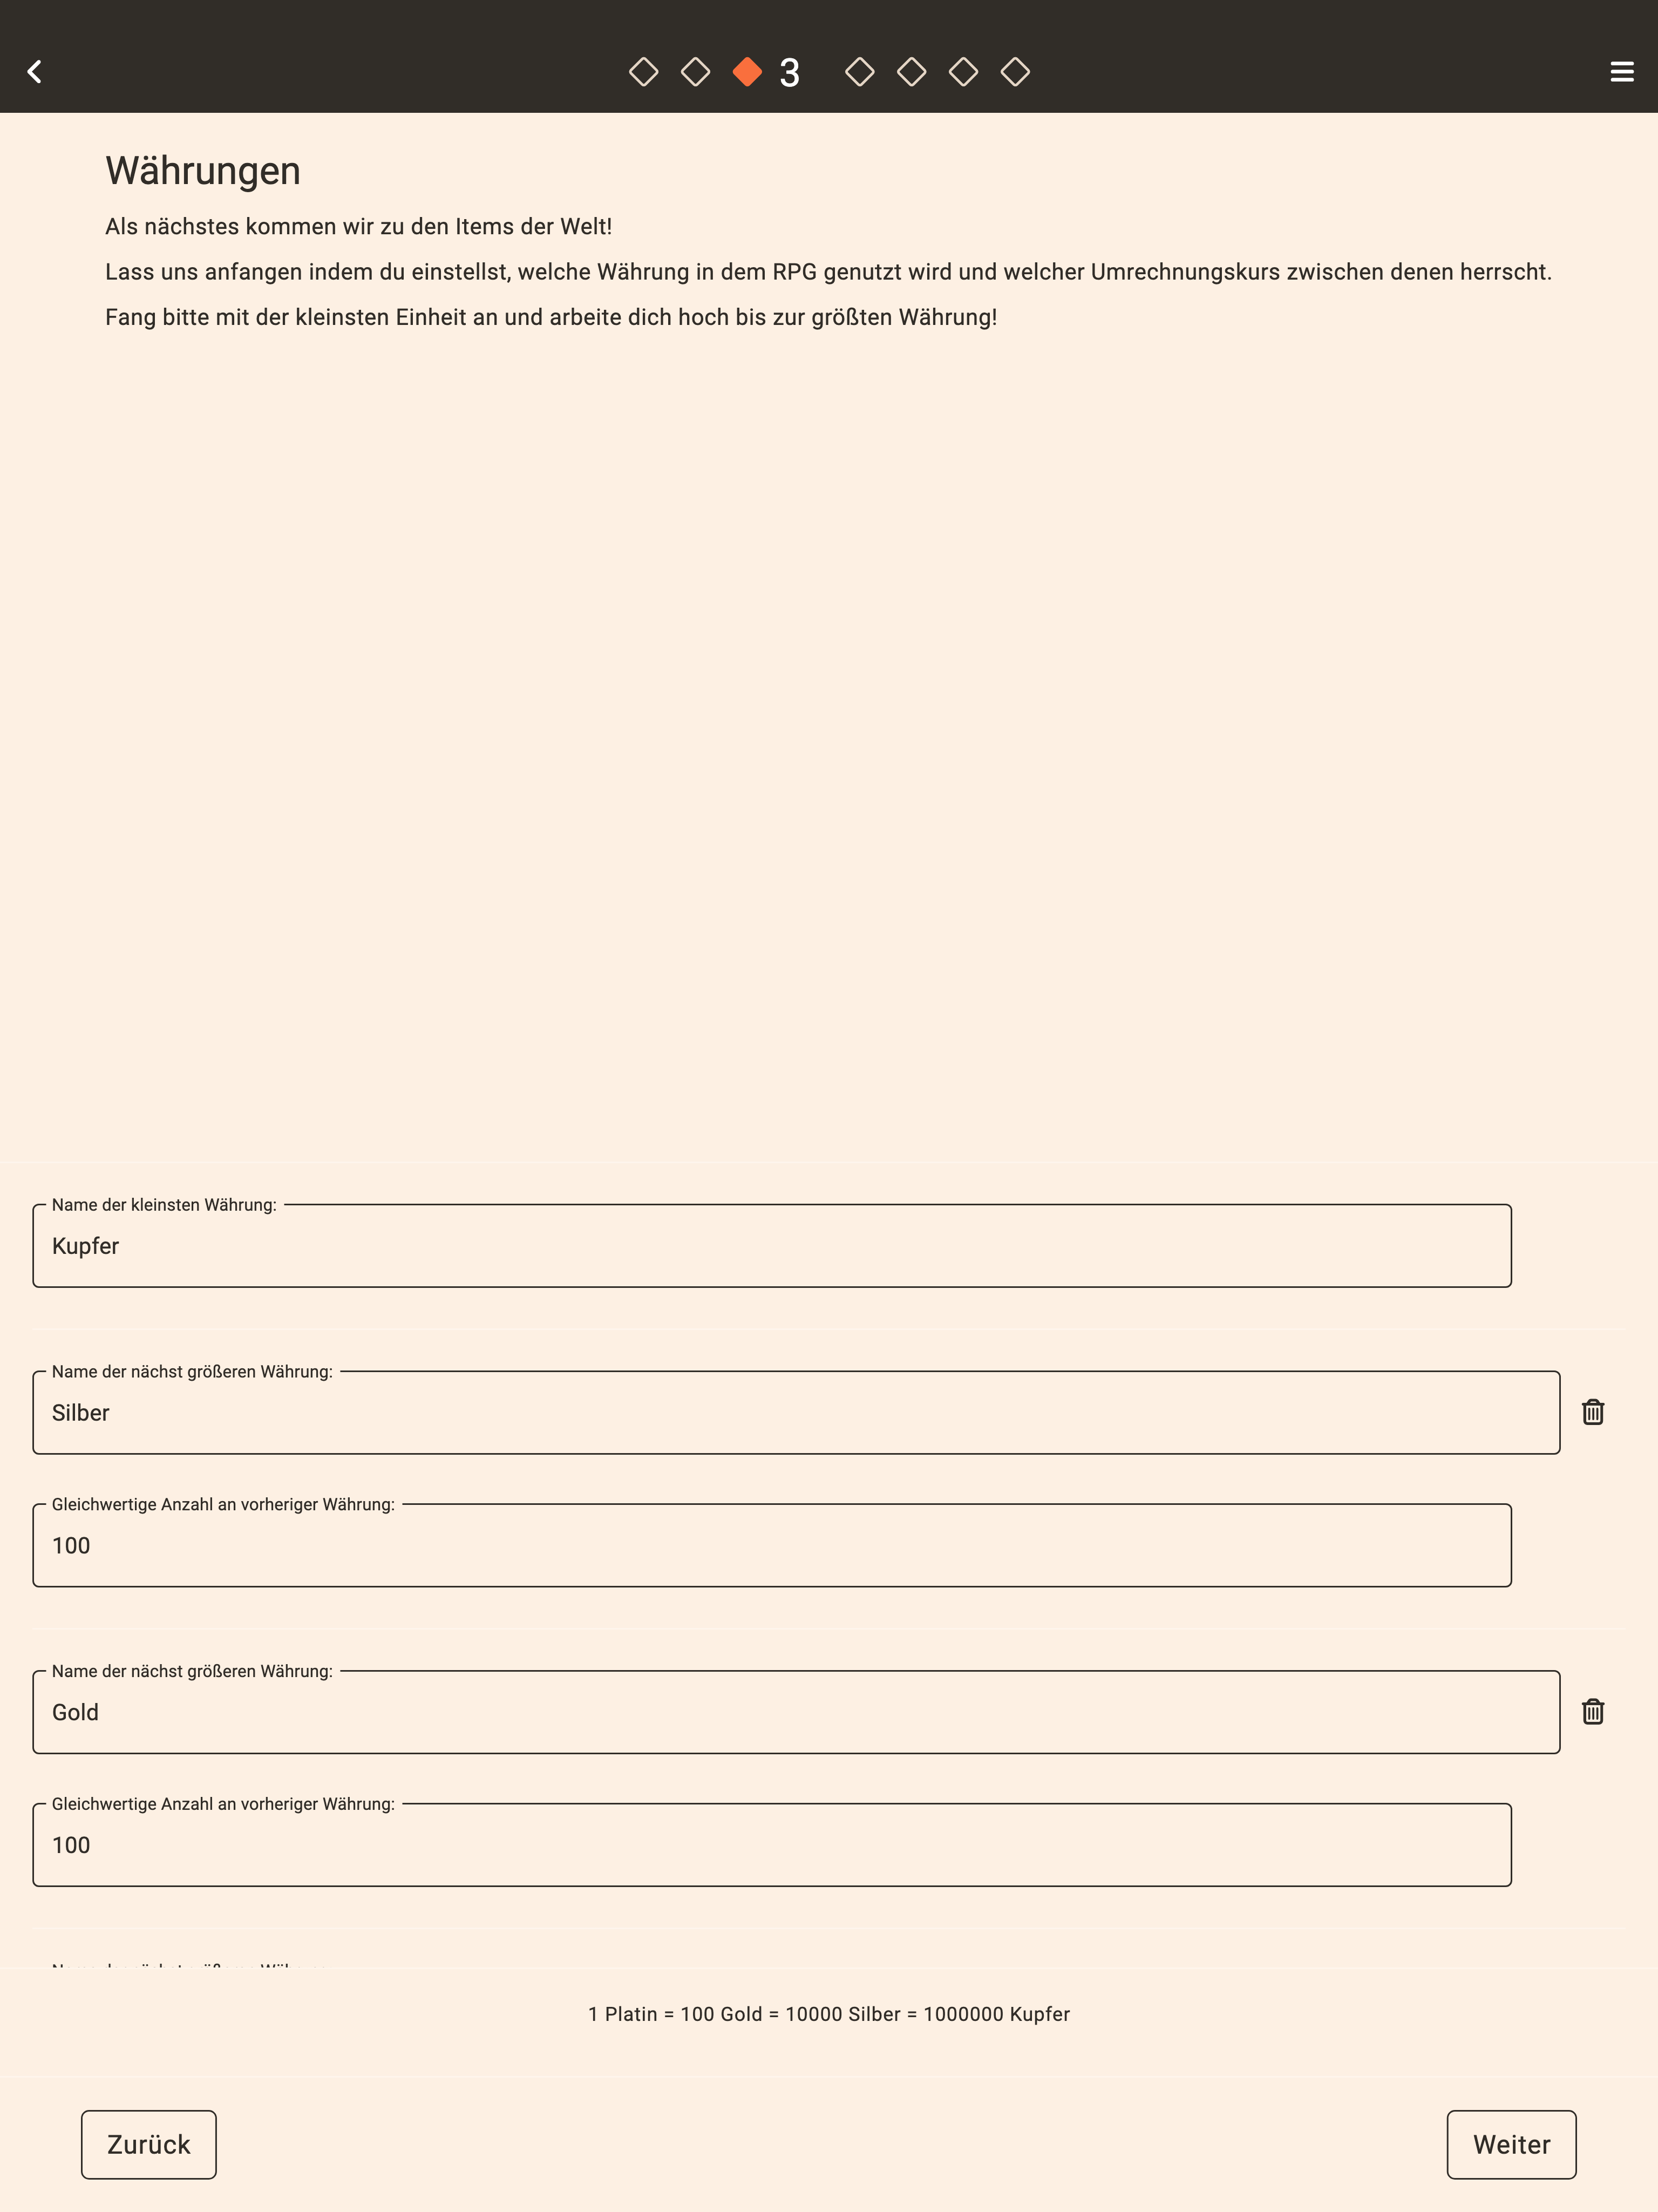 3
Währungen
Als nächstes kommen wir zu den Items der Welt!
Lass uns anfangen indem du einstellst, welche Währung in dem RPG genutzt wird und welcher Umrechnungskurs zwischen denen herrscht.
Fang bitte mit der kleinsten Einheit an und arbeite dich hoch bis zur größten Währung!
Name der kleinsten Währung:
Kupfer
Name der nächst größeren Währung:
Silber
Gleichwertige Anzahl an vorheriger Währung:
100
Name der nächst größeren Währung:
Gold
Gleichwertige Anzahl an vorheriger Währung:
100
1 Platin = 100 Gold = 10000 Silber = 1000000 Kupfer
Zurück
Weiter